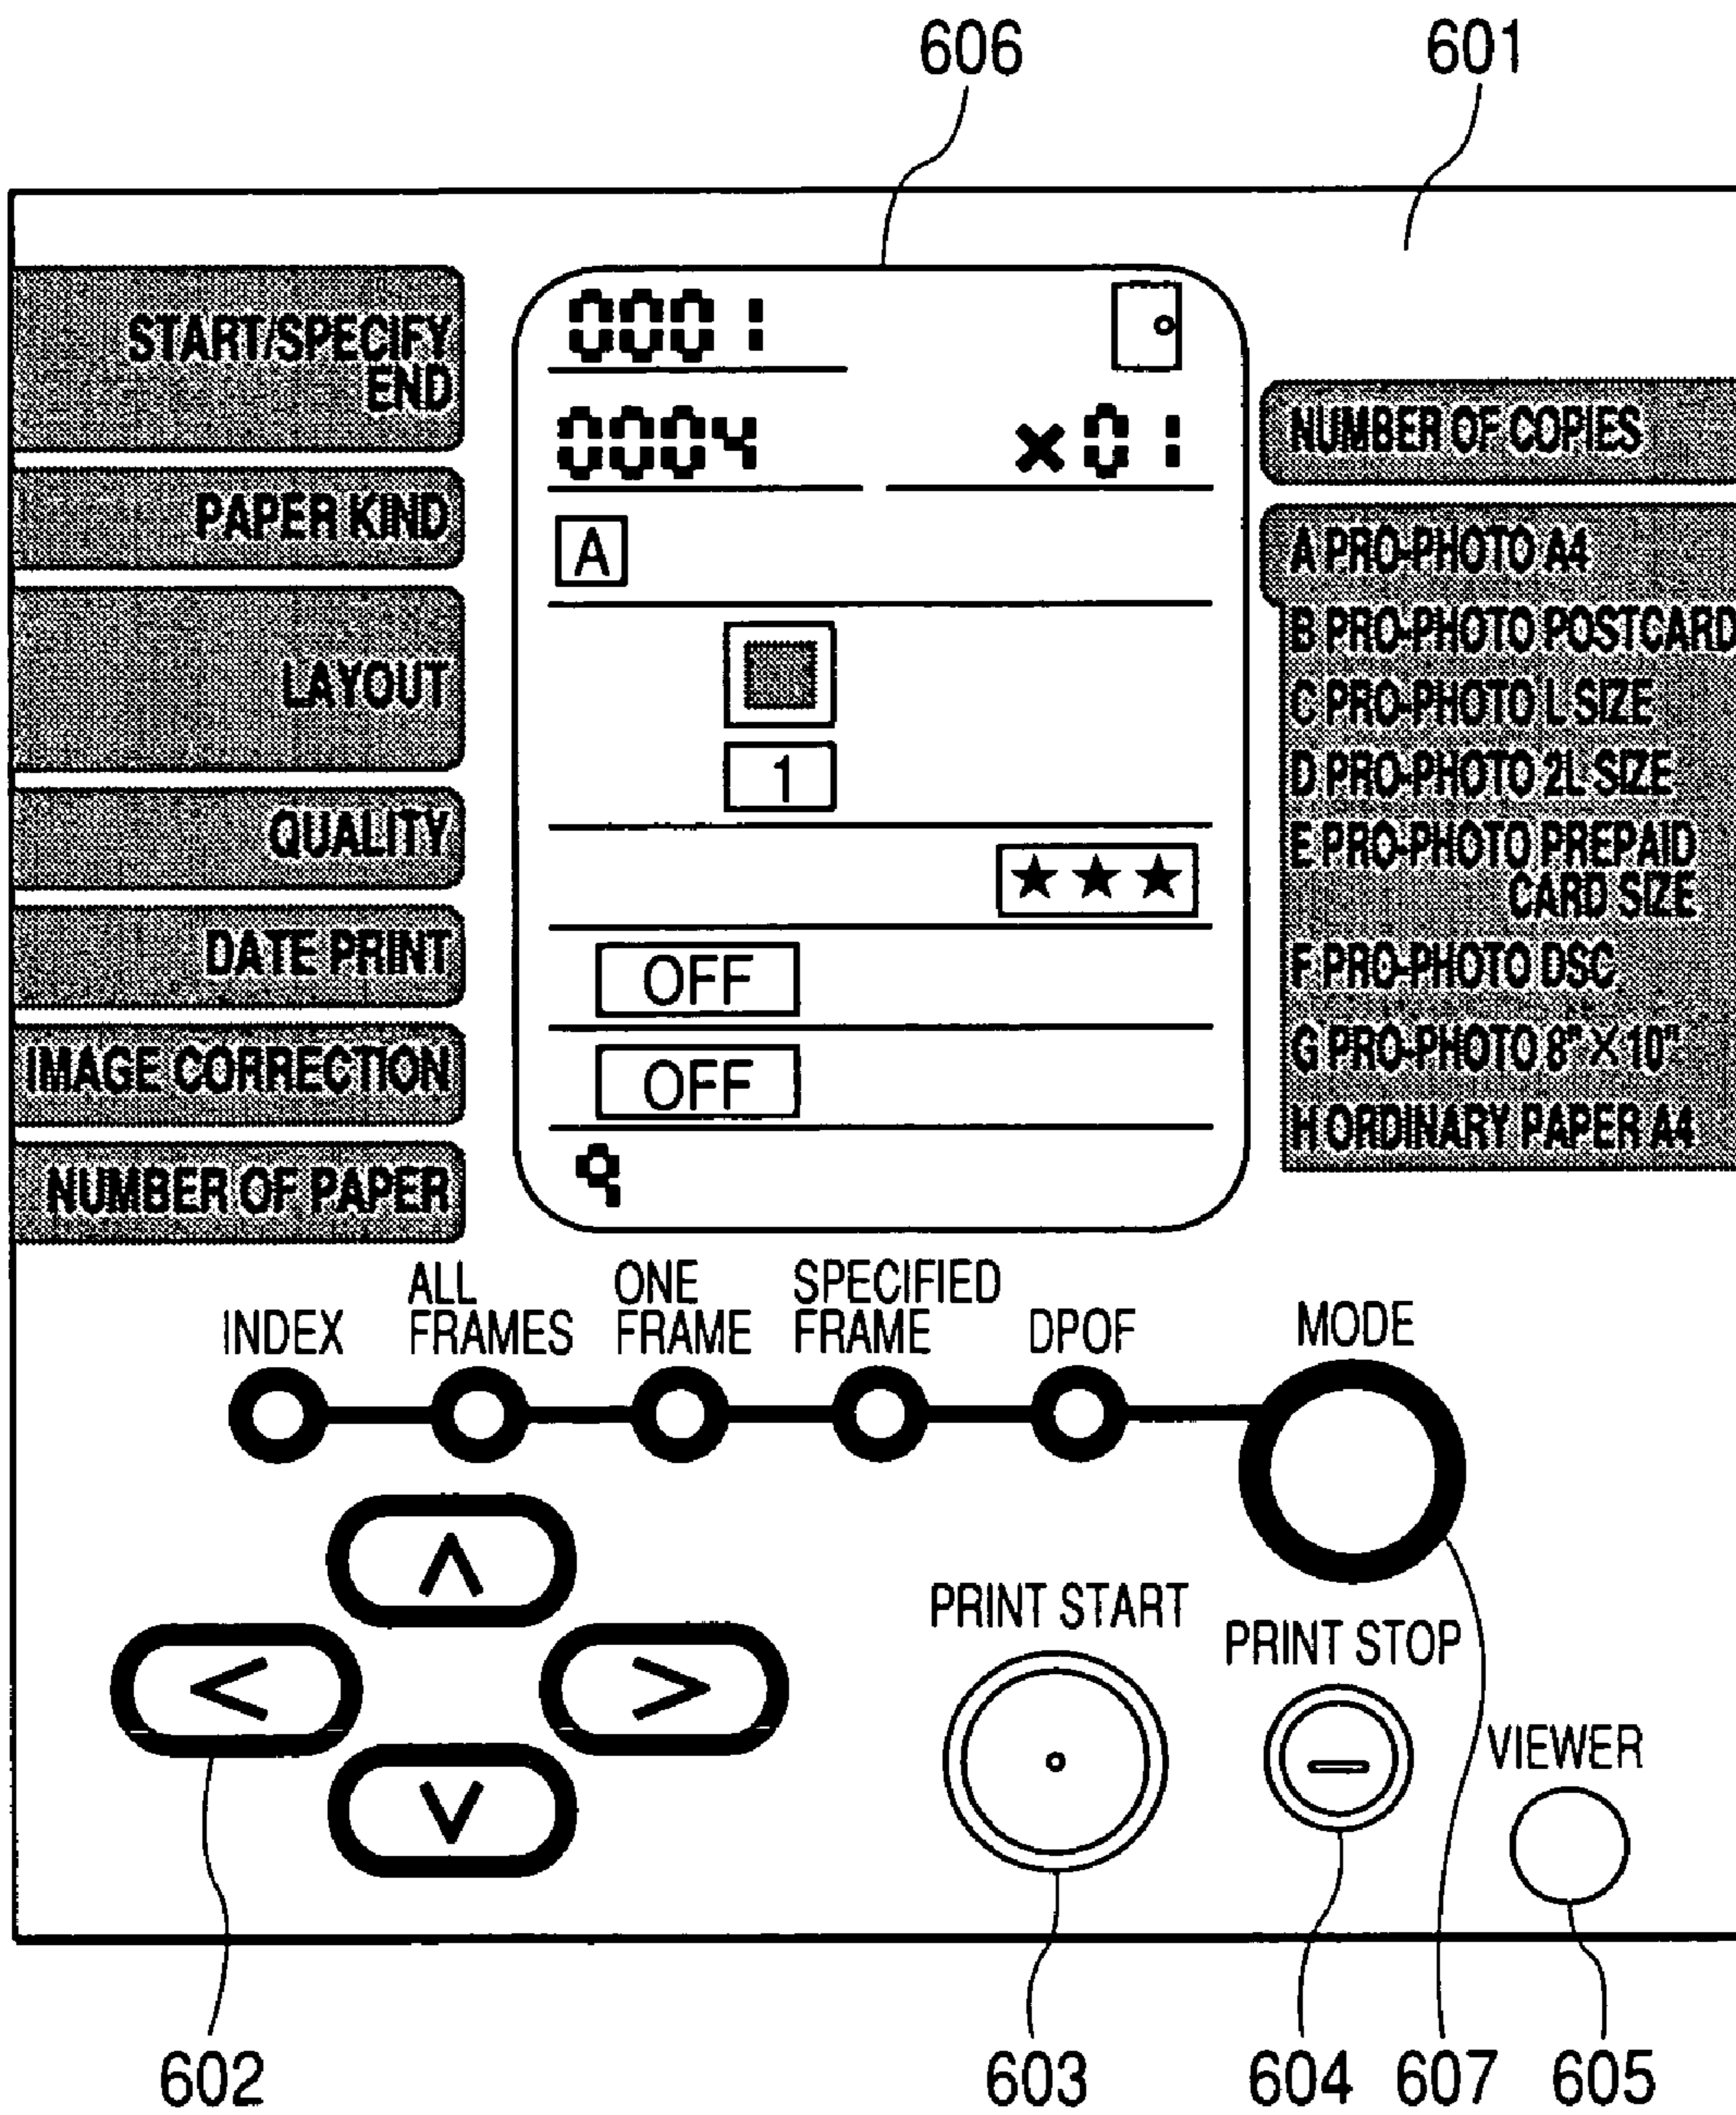 606
601
START/SPECIFY
END
PAPER KIND
LAYOUT
QUALITY
DATE PRINT
IMAGE CORRECTION
NUMBER OF PAPER
0001
0004
×01
A
1
★★★
OFF
OFF
9
NUMBER OF COPIES
A PRO-PHOTO A4
B PRO-PHOTO POSTCARD
C PRO-PHOTO L SIZE
D PRO-PHOTO 2L SIZE
E PRO-PHOTO PREPAID
CARD SIZE
F PRO-PHOTO DSC
G PRO-PHOTO 8"×10"
H ORDINARY PAPER A4
INDEX
ALL
FRAMES
ONE
FRAME
SPECIFIED
FRAME
DPOF
MODE
PRINT START
PRINT STOP
VIEWER
602
603
604
607
605